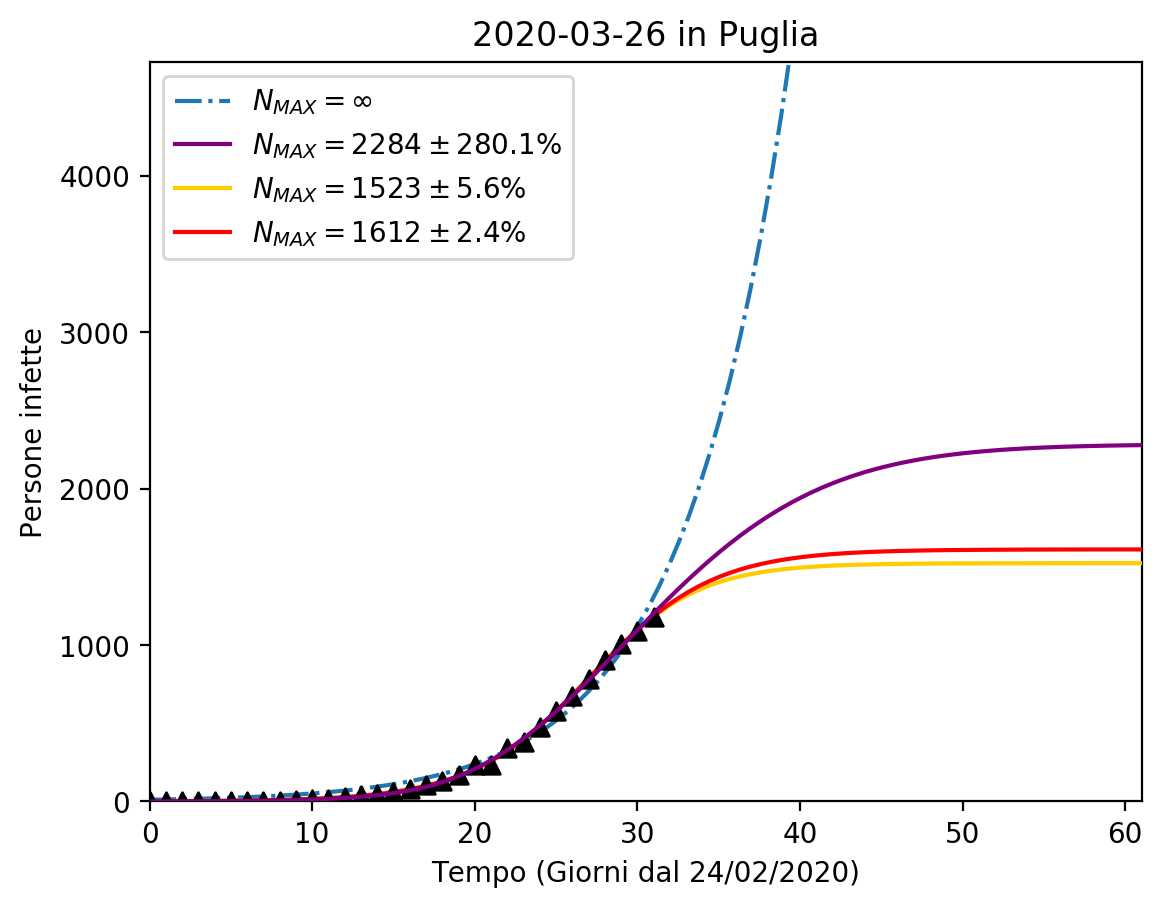 2020-03-26 in Puglia
N_MAX = ∞
N_MAX = 2284 ± 280.1%
N_MAX = 1523 ± 5.6%
N_MAX = 1612 ± 2.4%
Persone infette
4000
3000
2000
1000
0
0 10 20 30 40 50 60
Tempo (Giorni dal 24/02/2020)